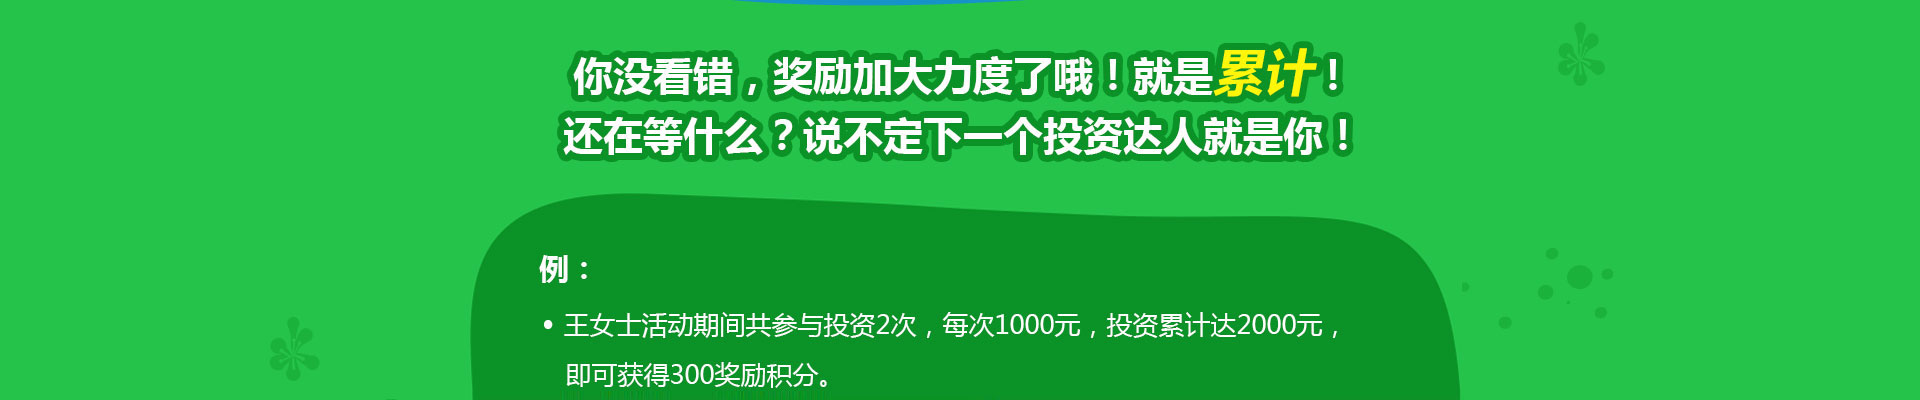 你没看错，奖励加大力度了哦！就是累计！
还在等什么？说不定下一个投资达人就是你！
例：
• 王女士活动期间共参与投资2次，每次1000元，投资累计达2000元，
即可获得300奖励积分。